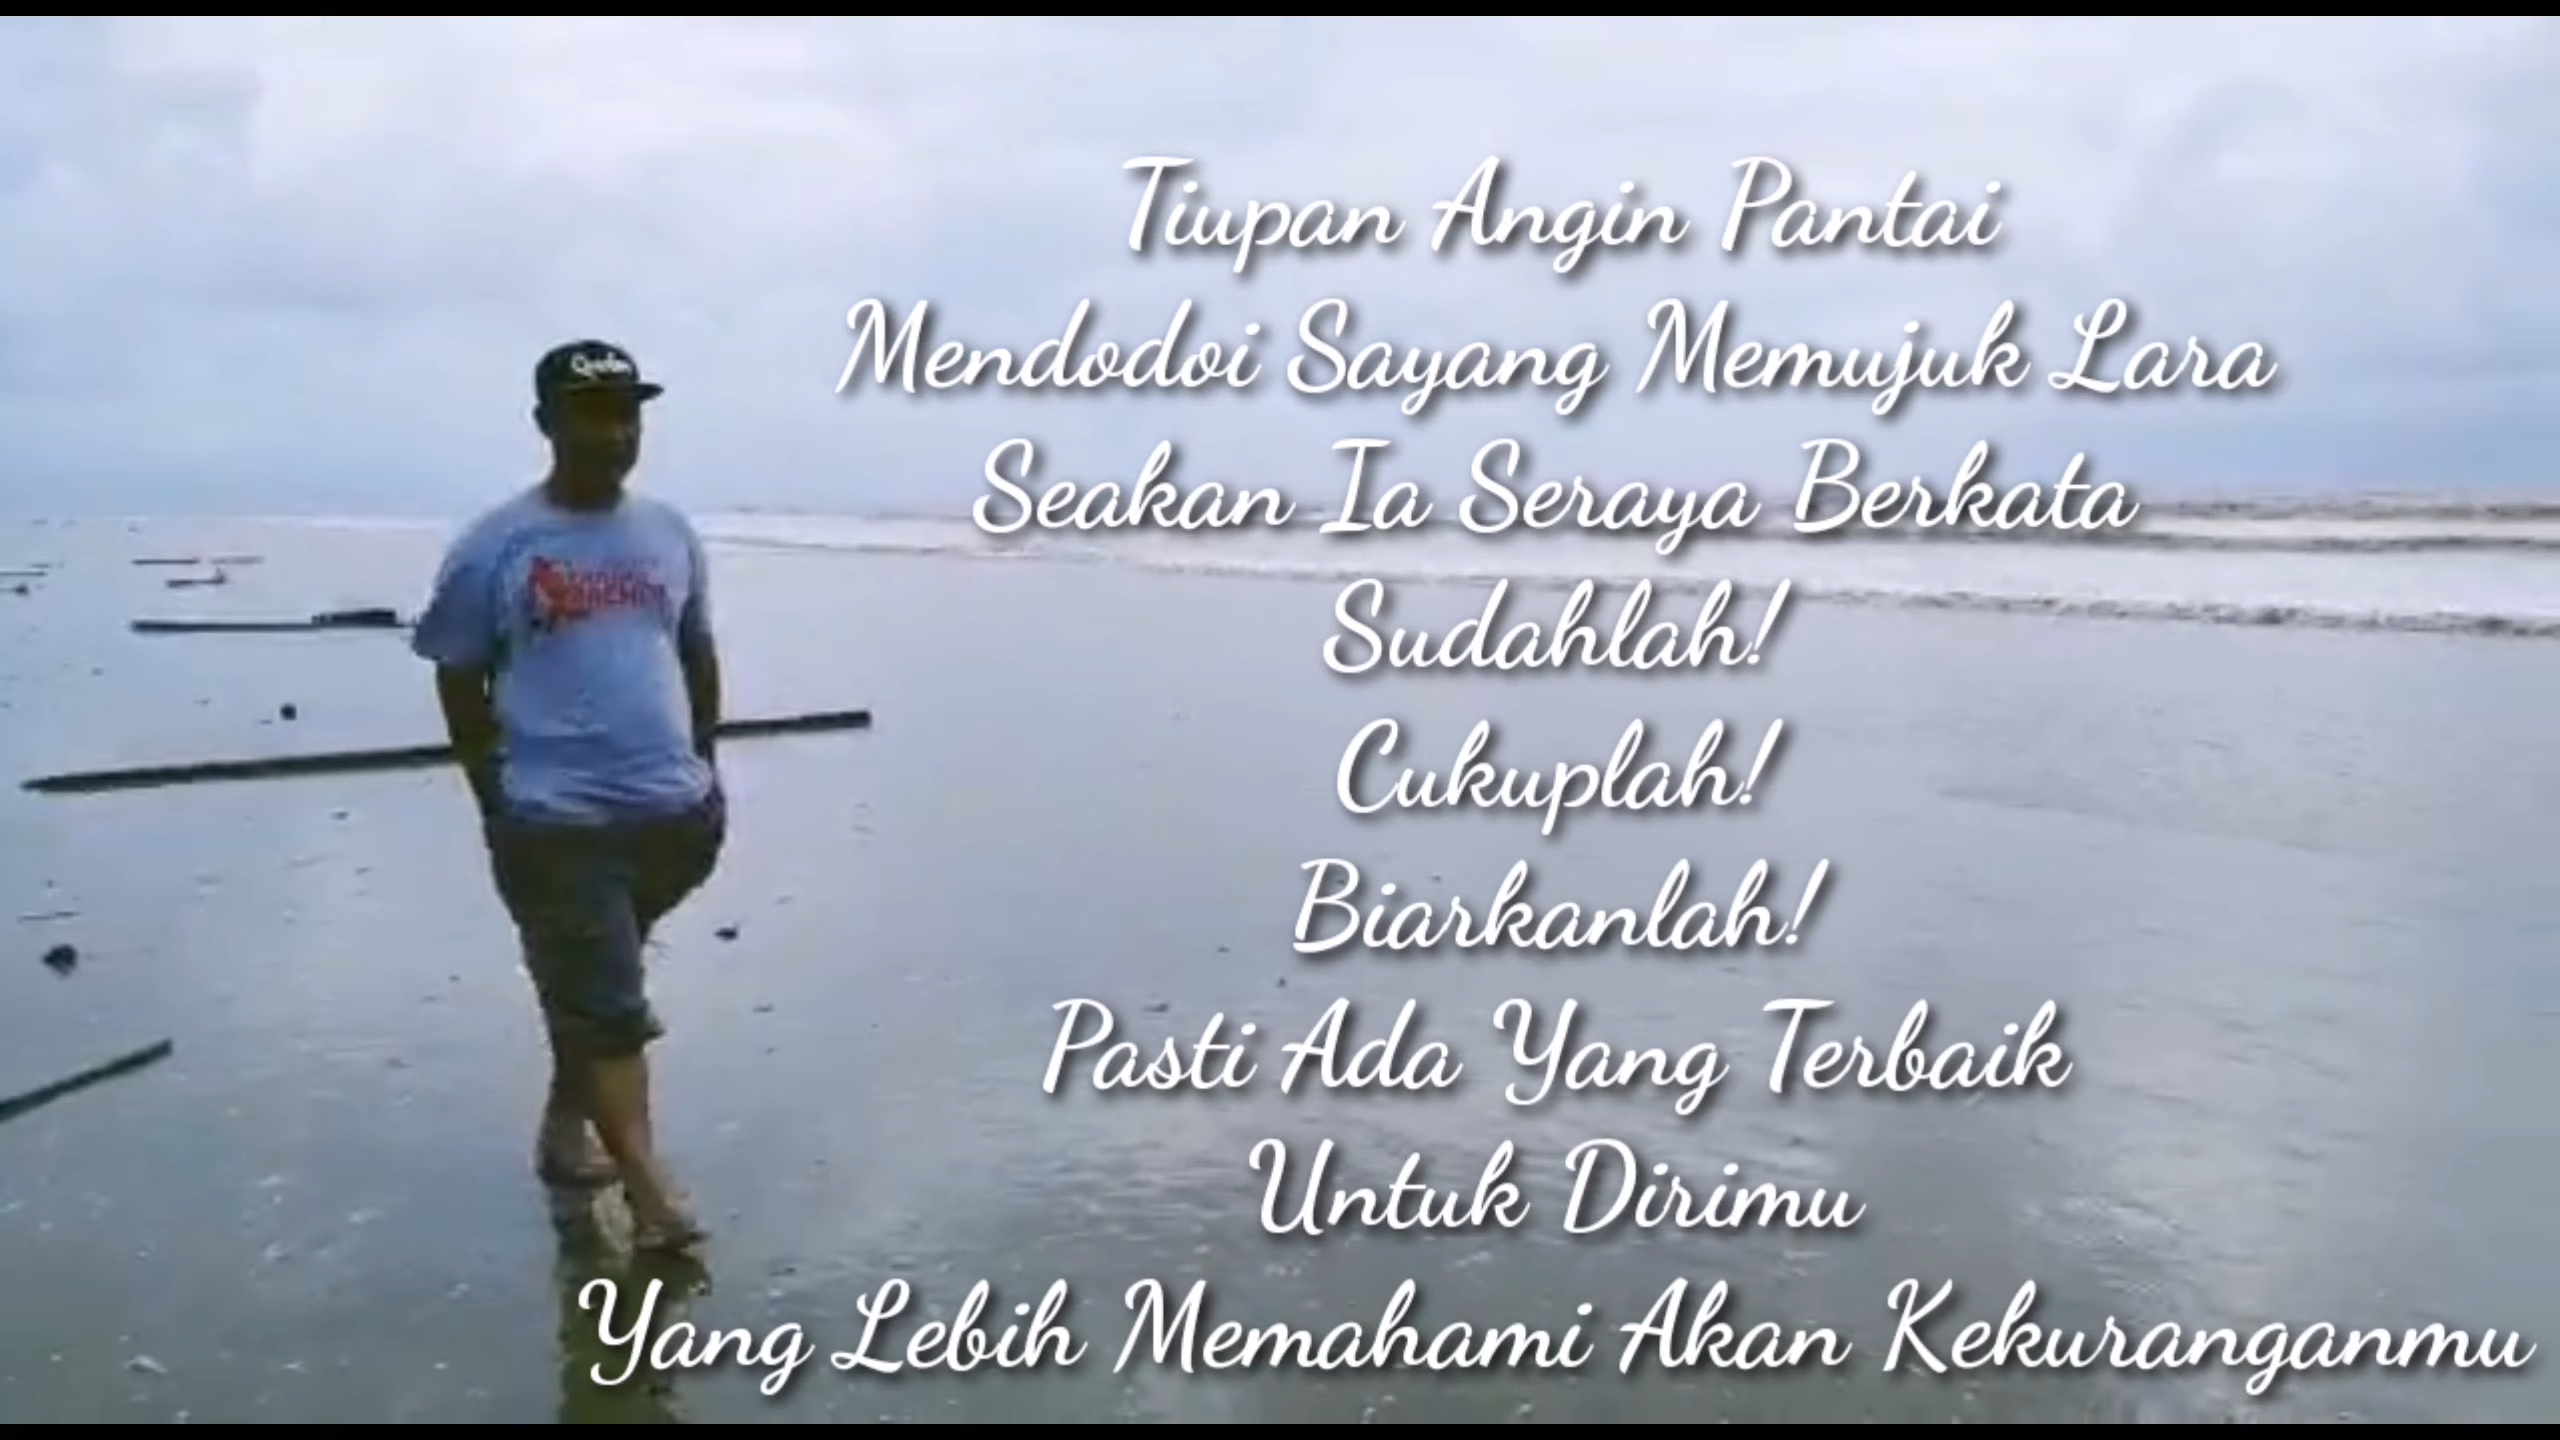 Tiupan Angin Pantai
Mendodoi Sayang Memujuk Lara
Seakan Ia Seraya Berkata
Sudahlah!
Cukuplah!
Biarkanlah!
Pasti Ada Yang Terbaik
Untuk Dirimu
Yang Lebih Memahami Akan Kekuranganmu